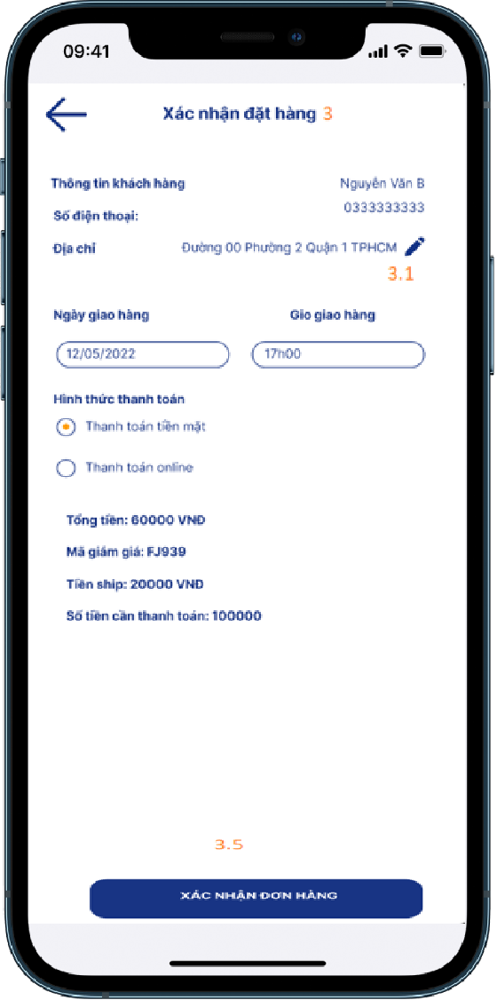 09:41
Xác nhận đặt hàng 3
Thông tin khách hàng Nguyễn Văn B
Số điện thoại: 0333333333
Địa chỉ Đường 00 Phường 2 Quận 1 TPHCM
3.1
Ngày giao hàng Gio giao hàng
12/05/2022 17h00
Hình thức thanh toán
Thanh toán tiền mặt
Thanh toán online
Tổng tiền: 60000 VNĐ
Mã giảm giá: FJ939
Tiền ship: 20000 VNĐ
Số tiền cần thanh toán: 100000
3.5
XÁC NHẬN ĐƠN HÀNG